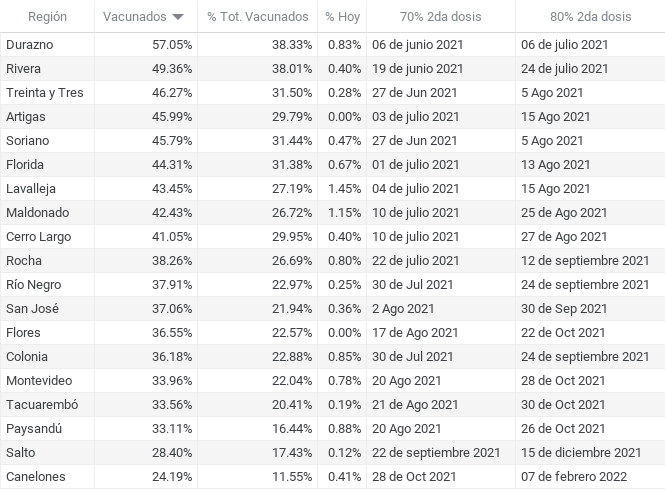 Región Vacunados % Tot. Vacunados % Hoy 70% 2da dosis 80% 2da dosis
Durazno 57.05% 38.33% 0.83% 06 de junio 2021 06 de julio 2021
Rivera 49.36% 38.01% 0.40% 19 de junio 2021 24 de julio 2021
Treinta y Tres 46.27% 31.50% 0.28% 27 de Jun 2021 5 Ago 2021
Artigas 45.99% 29.79% 0.00% 03 de julio 2021 15 Ago 2021
Soriano 45.79% 31.44% 0.47% 27 de Jun 2021 5 Ago 2021
Florida 44.31% 31.38% 0.67% 01 de julio 2021 13 Ago 2021
Lavalleja 43.45% 27.19% 1.45% 04 de julio 2021 15 Ago 2021
Maldonado 42.43% 26.72% 1.15% 10 de julio 2021 25 de Ago 2021
Cerro Largo 41.05% 29.95% 0.40% 10 de julio 2021 27 de Ago 2021
Rocha 38.26% 26.69% 0.80% 22 de julio 2021 12 de septiembre 2021
Río Negro 37.91% 22.97% 0.25% 30 de Jul 2021 24 de septiembre 2021
San José 37.06% 21.94% 0.36% 2 Ago 2021 30 de Sep 2021
Flores 36.55% 22.57% 0.00% 17 de Ago 2021 22 de Oct 2021
Colonia 36.18% 22.88% 0.85% 30 de Jul 2021 24 de septiembre 2021
Montevideo 33.96% 22.04% 0.78% 20 Ago 2021 28 de Oct 2021
Tacuarembó 33.56% 20.41% 0.19% 21 de Ago 2021 30 de Oct 2021
Paysandú 33.11% 16.44% 0.88% 20 Ago 2021 26 de Oct 2021
Salto 28.40% 17.43% 0.12% 22 de septiembre 2021 15 de diciembre 2021
Canelones 24.19% 11.55% 0.41% 28 de Oct 2021 07 de febrero 2022